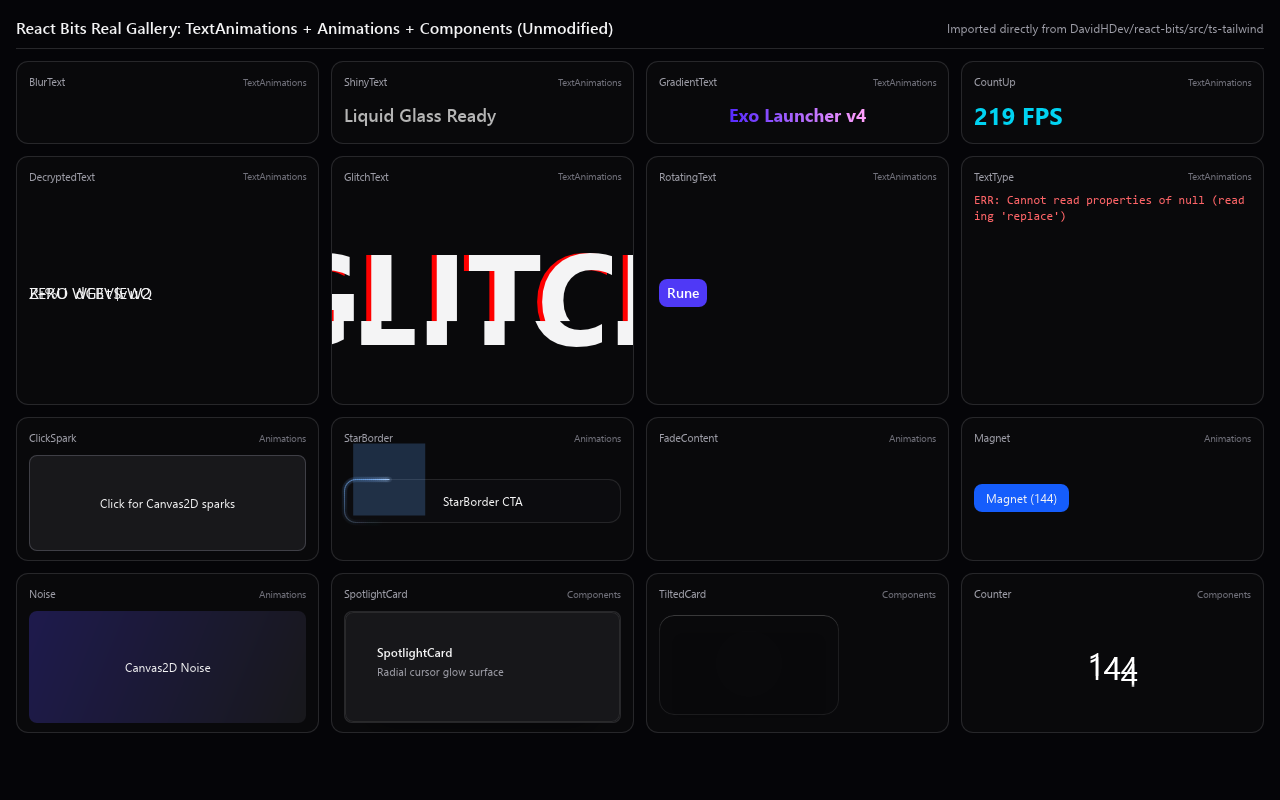 React Bits Real Gallery: TextAnimations + Animations + Components (Unmodified)
Imported directly from DavidHDev/react-bits/src/ts-tailwind
BlurText
TextAnimations
ShinyText
TextAnimations
Liquid Glass Ready
GradientText
TextAnimations
Exo Launcher v4
CountUp
TextAnimations
219 FPS
DecryptedText
TextAnimations
GlitchText
TextAnimations
GLITC
RotatingText
TextAnimations
Rune
TextType
TextAnimations
ERR: Cannot read properties of null (read
ing 'replace')
ClickSpark
Animations
Click for Canvas2D sparks
StarBorder
Animations
StarBorder CTA
FadeContent
Animations
Magnet
Animations
Magnet (144)
Noise
Animations
Canvas2D Noise
SpotlightCard
Components
SpotlightCard
Radial cursor glow surface
TiltedCard
Components
Counter
Components
144